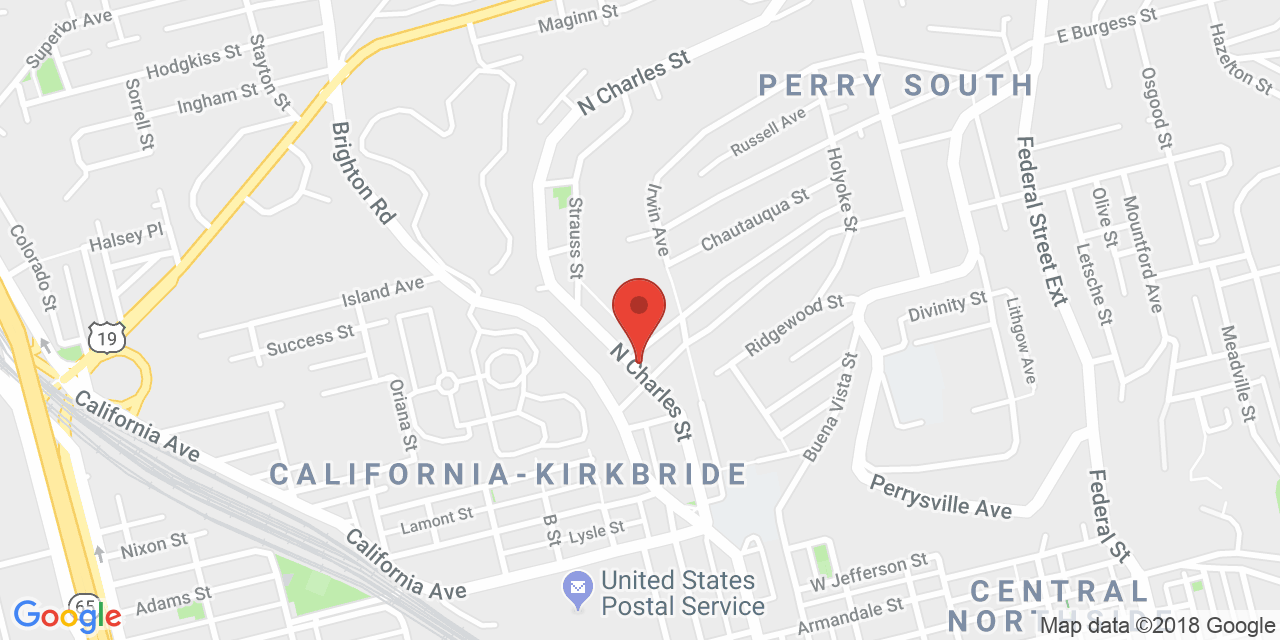 Superior Ave
Hodgkiss St
Stayton St
Maginn St
E Burgess St
Hazelton St
Sorrell St
Ingham St
N Charles St
PERRY SOUTH
Osgood St
Brighton Rd
Russell Ave
Holyoke St
Federal Street Ext
Colorado St
Halsey Pl
Strauss St
Irwin Ave
Chautauqua St
Olive St
Mountford Ave
Letsche St
Island Ave
19
Success St
Ridgewood St
Divinity St
Lithgow Ave
Meadville St
N Charles St
California Ave
Oriana St
Buena Vista St
CALIFORNIA-KIRKBRIDE
Perrysville Ave
Federal St
Lamont St
B St
Lysle St
Nixon St
California Ave
United States
Postal Service
W Jefferson St
Adams St
65
Armandale St
CENTRAL
NORTHSIDE
Google
Map data ©2018 Google